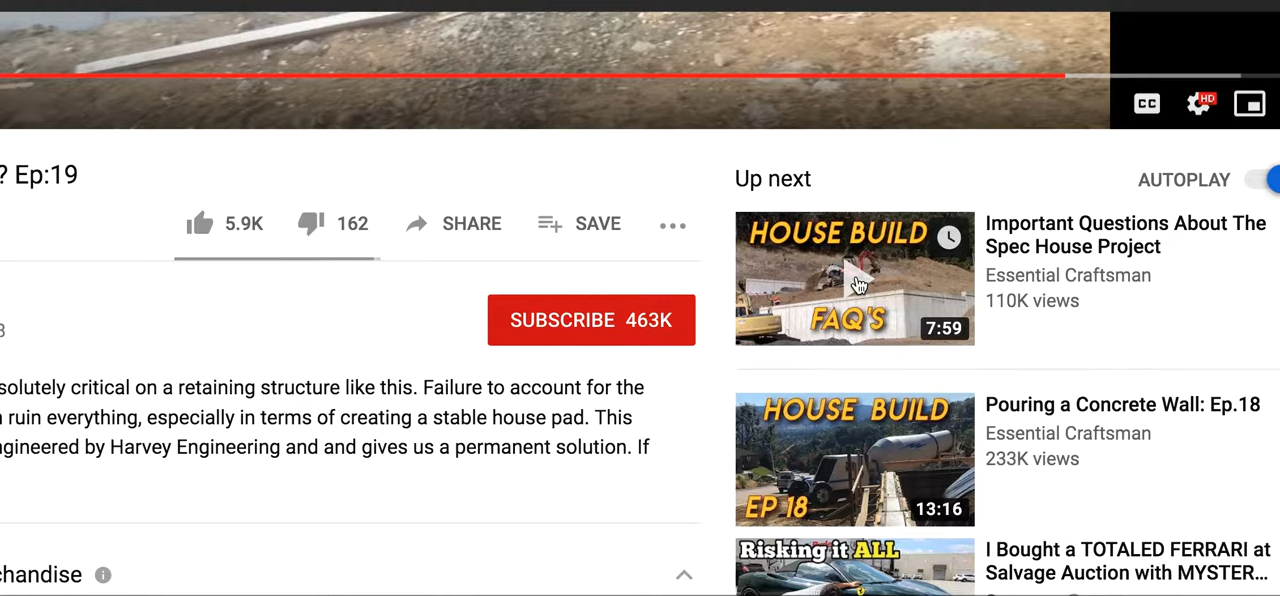 CC
HD
? Ep:19
5.9K
162
SHARE
SAVE
SUBSCRIBE 463K
solutely critical on a retaining structure like this. Failure to account for the
ruin everything, especially in terms of creating a stable house pad. This
ngineered by Harvey Engineering and and gives us a permanent solution. If
chandise
Up next
AUTOPLAY
HOUSE BUILD
FAQ'S
7:59
Important Questions About The
Spec House Project
Essential Craftsman
110K views
HOUSE BUILD
EP 18
13:16
Pouring a Concrete Wall: Ep.18
Essential Craftsman
233K views
Risking it ALL
I Bought a TOTALED FERRARI at
Salvage Auction with MYSTER...